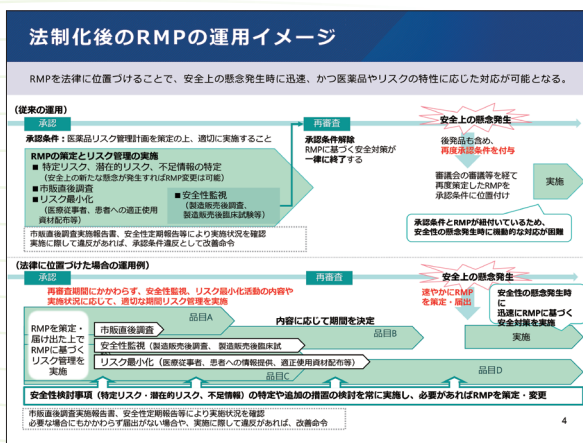 法制化後のRMPの運用イメージ
RMPを法律に位置づけることで、安全上の懸念発生時に迅速、かつ医薬品やリスクの特性に応じた対応が可能となる。
(従来の運用)
承認
再審査
安全上の懸念発生
承認条件：医薬品リスク管理計画を策定の上、適切に実施すること
RMPの策定とリスク管理の実施
■ 特定リスク、潜在的リスク、不足情報の特定
(安全上の新たな懸念が発生すればRMP変更は可能)
■ 市販直後調査
■ リスク最小化
(医療従事者、患者への適正使用
資材配布等)
■ 安全性監視
(製造販売後調査、
製造販売後臨床試験等)
承認条件解除
RMPに基づく安全対策が
一律に終了する
後発品も含め、
再度承認条件を付与
審議会の審議等を経て
再度策定したRMPを
承認条件に位置付け
実施
承認条件とRMPが紐付いているため、
安全性の懸念発生時に機動的な対応が困難
市販直後調査実施報告書、安全性定期報告等により実施状況を確認
実施に際して違反があれば、承認条件違反として改善命令
(法律に位置づけた場合の運用例)
承認
再審査
安全上の懸念発生
再審査期間にかかわらず、安全性監視、リスク最小化活動の内容や
実施状況に応じて、適切な期間リスク管理を実施
速やかにRMP
を策定・届出
安全性の懸念発生時
に
迅速にRMPに基づく
安全対策を実施
RMPを策定・
届け出た上で
RMPに基づく
リスク管理を
実施
品目A
市販直後調査
内容に応じて期間を決定
品目B
安全性監視（製造販売後調査、 製造販売後臨床試
実施
リスク最小化（医療従事者、患者への情報提供、適正使用資材配布等）
品目C
品目D
安全性検討事項（特定リスク・潜在的リスク、不足情報）の特定や追加の措置の検討を常に実施し、必要があればRMPを策定・変更
市販直後調査実施報告書、安全性定期報告等により実施状況を確認
必要な場合にもかかわらず届出がない場合や、実施に際して違反があれば、改善命令
4